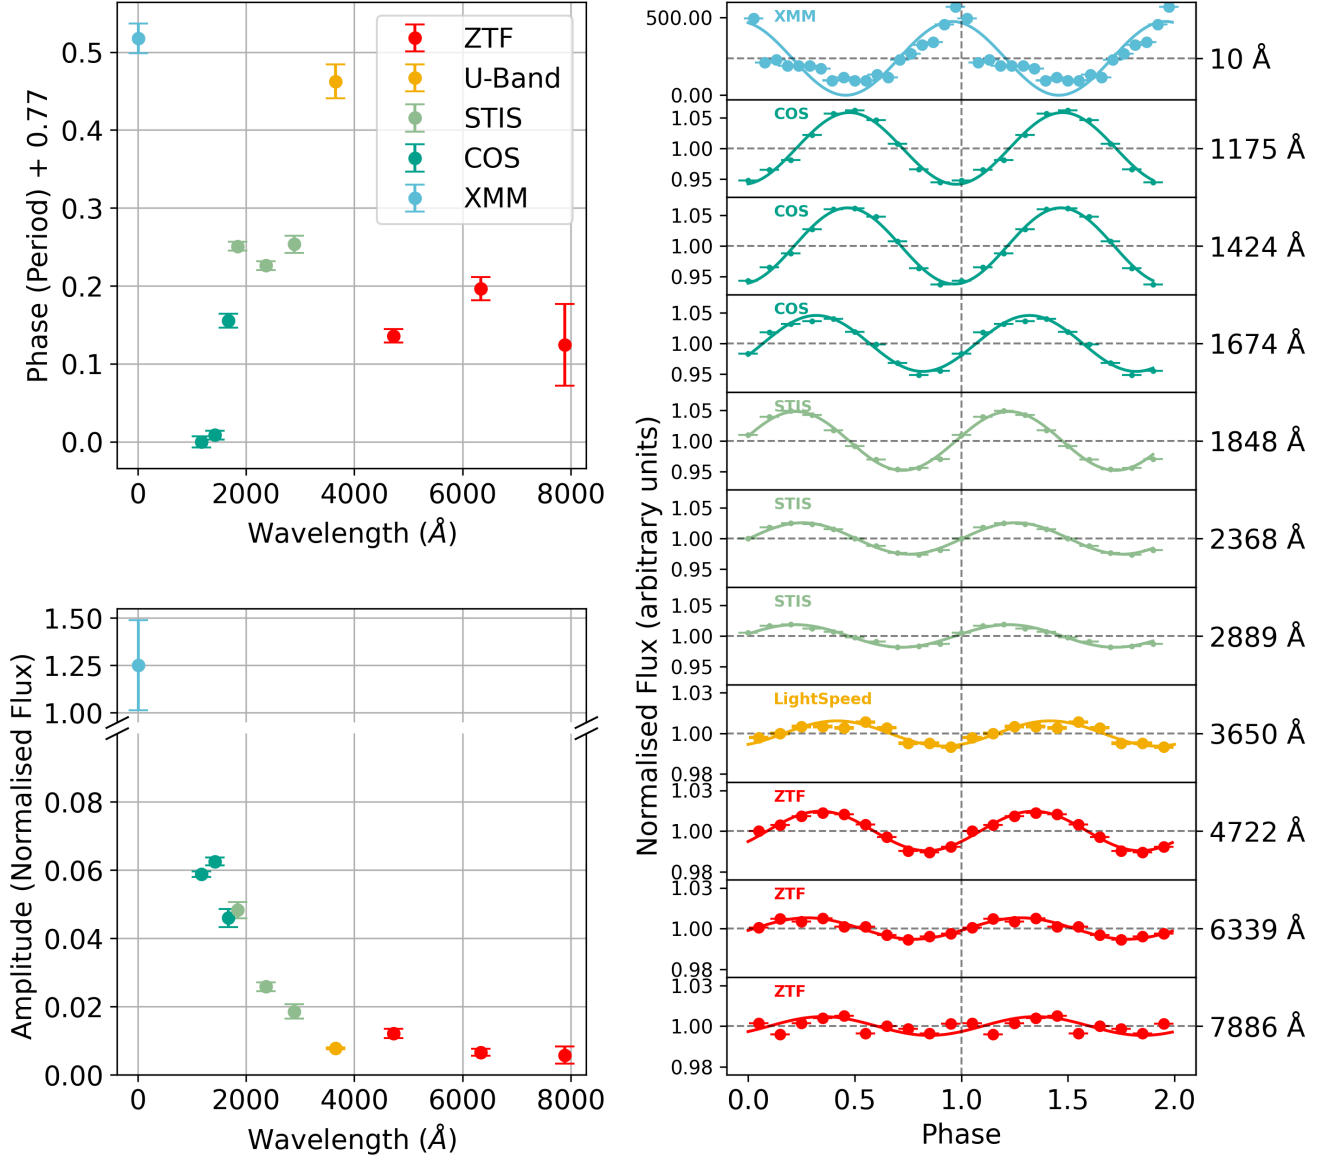 0.5
0.4
0.3
0.2
0.1
0.0
Phase (Period) + 0.77
0 2000 4000 6000 8000
Wavelength (Å)
ZTF
U-Band
STIS
COS
XMM
1.50
1.25
1.00
0.08
0.06
0.04
0.02
0.00
Amplitude (Normalised Flux)
0 2000 4000 6000 8000
Wavelength (Å)
Normalised Flux (arbitrary units)
500.00
XMM
10 Å
0.00
1.05
COS
1.00
1175 Å
0.95
1.05
COS
1.00
1424 Å
0.95
1.05
COS
1.00
1674 Å
0.95
1.05
STIS
1.00
1848 Å
0.95
1.05
STIS
1.00
2368 Å
0.95
1.05
STIS
1.00
2889 Å
0.95
1.03
LightSpeed
1.00
3650 Å
0.98
1.03
ZTF
1.00
4722 Å
0.98
1.03
ZTF
1.00
6339 Å
0.98
1.03
ZTF
1.00
7886 Å
0.98
0.0 0.5 1.0 1.5 2.0
Phase